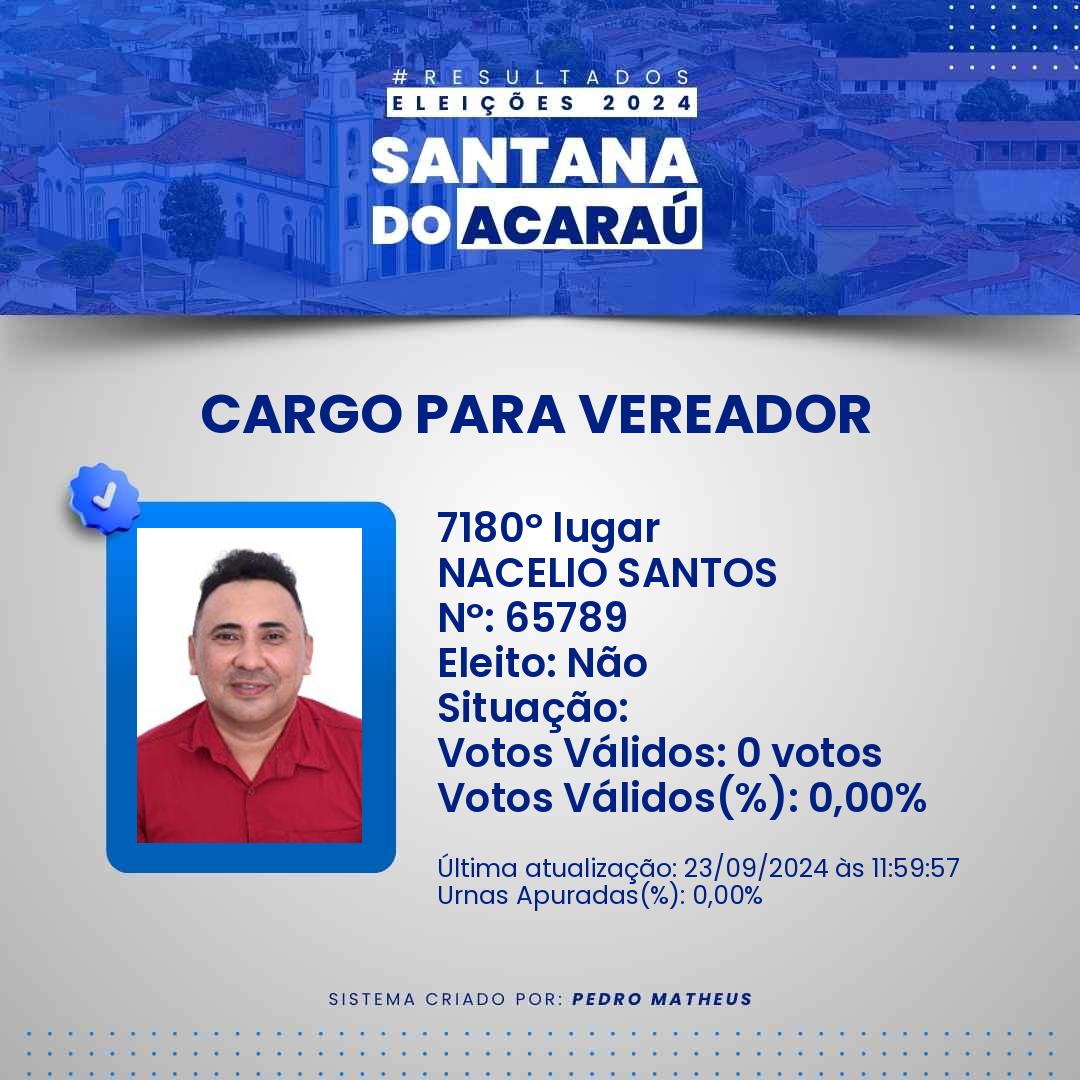 #RESULTADOS
ELEIÇÕES 2024
SANTANA
DO ACARAÚ
CARGO PARA VEREADOR
7180º lugar
NACELIO SANTOS
Nº: 65789
Eleito: Não
Situação:
Votos Válidos: 0 votos
Votos Válidos(%): 0,00%
Última atualização: 23/09/2024 às 11:59:57
Urnas Apuradas(%): 0,00%
SISTEMA CRIADO POR: PEDRO MATHEUS